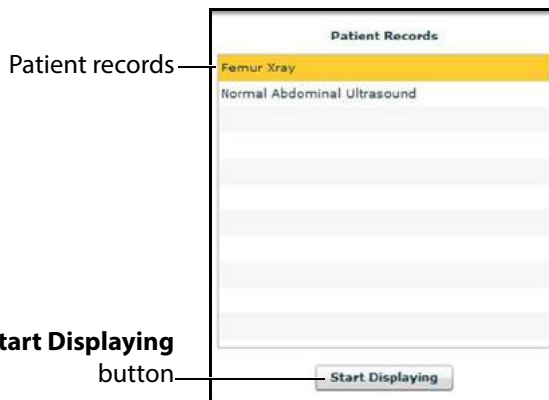 Patient Records
Patient records
Femur Xray
Normal Abdominal Ultrasound
tart Displaying
button
Start Displaying